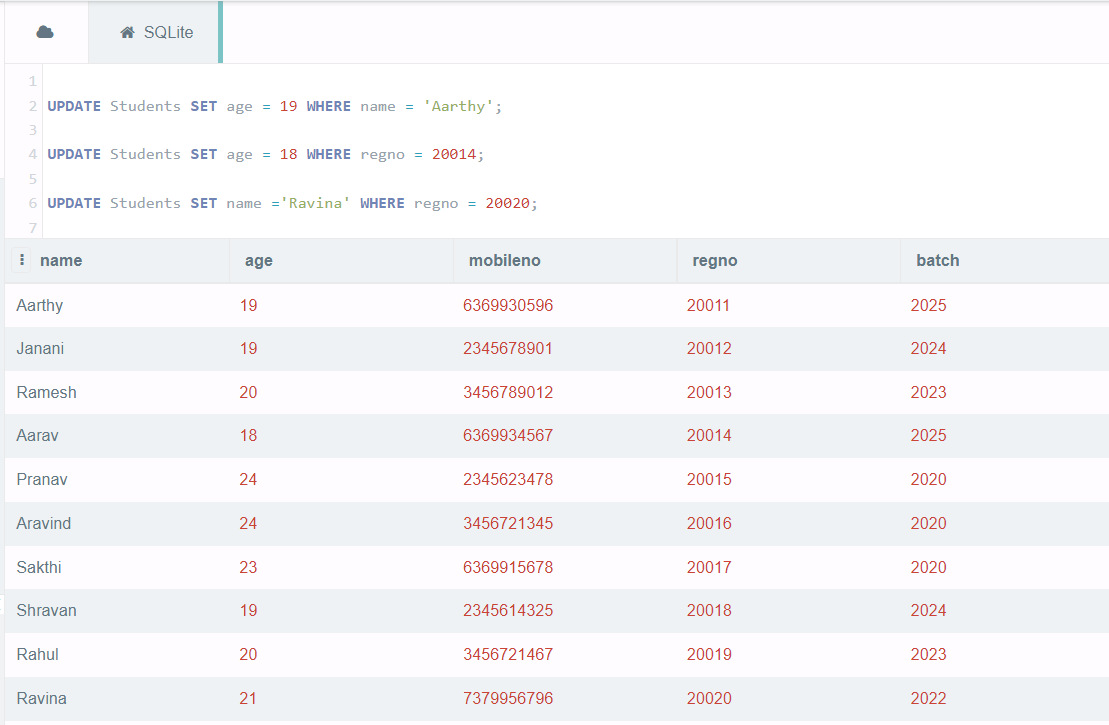 SQLite
1
2 UPDATE Students SET age = 19 WHERE name = 'Aarthy';
3
4 UPDATE Students SET age = 18 WHERE regno = 20014;
5
6 UPDATE Students SET name ='Ravina' WHERE regno = 20020;
7
name age mobileno regno batch
Aarthy 19 6369930596 20011 2025
Janani 19 2345678901 20012 2024
Ramesh 20 3456789012 20013 2023
Aarav 18 6369934567 20014 2025
Pranav 24 2345623478 20015 2020
Aravind 24 3456721345 20016 2020
Sakthi 23 6369915678 20017 2020
Shravan 19 2345614325 20018 2024
Rahul 20 3456721467 20019 2023
Ravina 21 7379956796 20020 2022